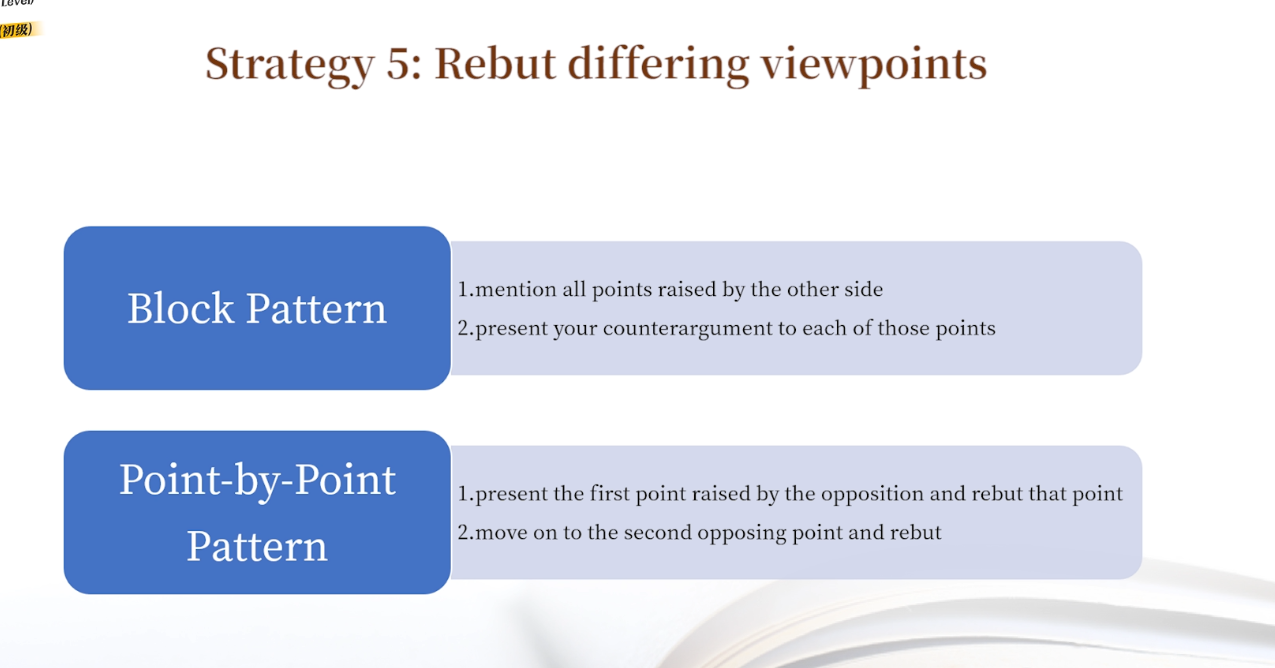 Level)
(初级)
Strategy 5: Rebut differing viewpoints
Block Pattern
1.mention all points raised by the other side
2.present your counterargument to each of those points
Point-by-Point
Pattern
1.present the first point raised by the opposition and rebut that point
2.move on to the second opposing point and rebut